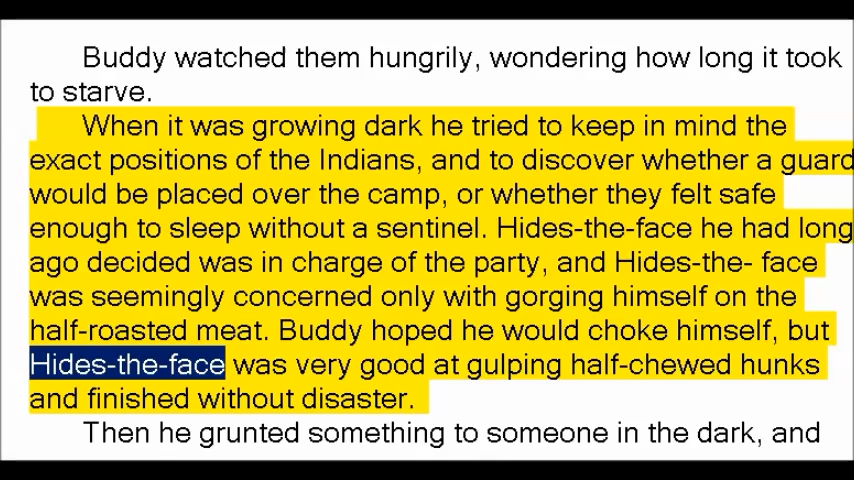 Buddy watched them hungrily, wondering how long it took
to starve.
When it was growing dark he tried to keep in mind the
exact positions of the Indians, and to discover whether a guard
would be placed over the camp, or whether they felt safe
enough to sleep without a sentinel. Hides-the-face he had long
ago decided was in charge of the party, and Hides-the- face
was seemingly concerned only with gorging himself on the
half-roasted meat. Buddy hoped he would choke himself, but
Hides-the-face was very good at gulping half-chewed hunks
and finished without disaster.
Then he grunted something to someone in the dark, and